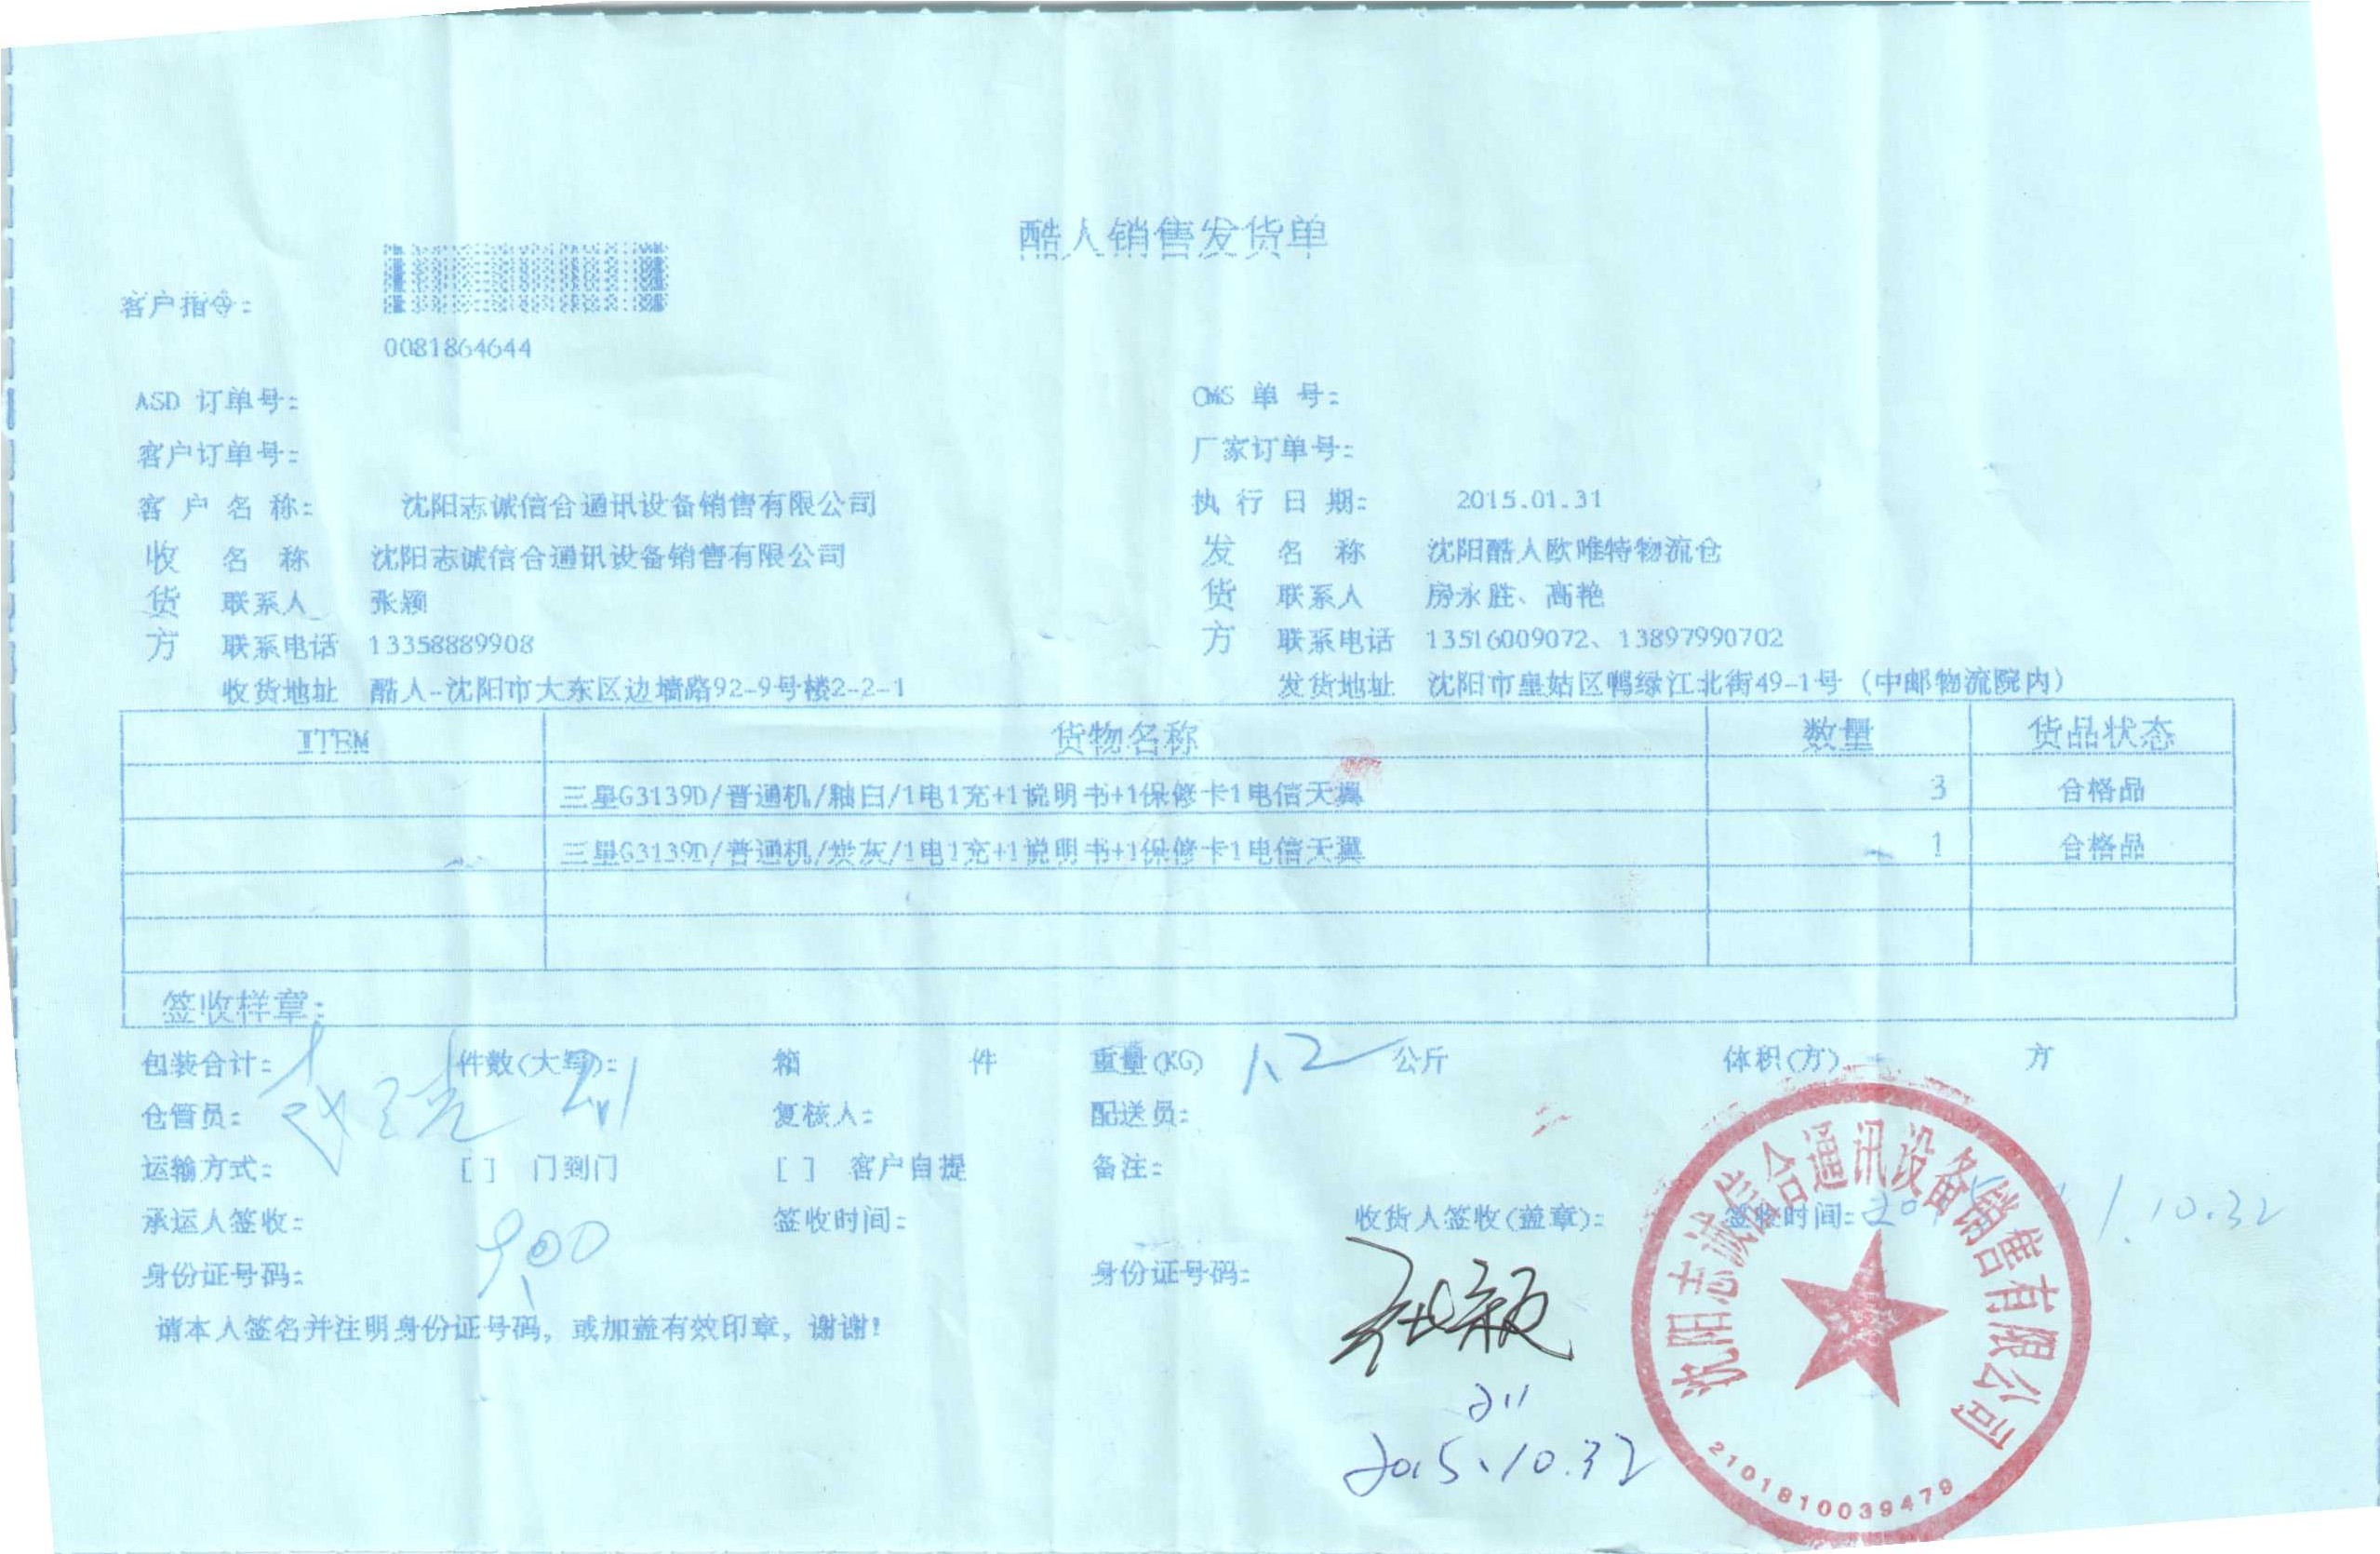 酷人销售发货单
客户指令:
0081864644
ASD 订单号: OMS 单 号:
客户订单号: 厂家订单号:
客 户 名 称: 沈阳志诚信合通讯设备销售有限公司 执 行 日 期: 2015.01.31
收 名 称 沈阳志诚信合通讯设备销售有限公司 发 名 称 沈阳酷人欧唯特物流仓
货 联系人 张颖 货 联系人 房永胜、高艳
方 联系电话 13358889908 方 联系电话 13516009072、13897990702
收货地址 酷人-沈阳市大东区边墙路92-9号楼2-2-1 发货地址 沈阳市皇姑区鸭绿江北街49-1号 (中邮物流院内)
ITEM 货物名称 数量 货品状态
三星G3139D/普通机/釉白/1电1充+1说明书+1保修卡1电信天翼 3 合格品
三星G3139D/普通机/炭灰/1电1充+1说明书+1保修卡1电信天翼 1 合格品
签收样章:
包装合计: 件数(大写): 箱 件 重量(KG) 1.2 公斤 体积(方) 方
仓管员: 复核人: 配送员:
运输方式: [ ] 门到门 [ ] 客户自提 备注:
承运人签收: 签收时间: 收货人签收(盖章): 签收时间: 10.32
9.00
身份证号码: 身份证号码: 张颖
请本人签名并注明身份证号码, 或加盖有效印章, 谢谢!
2015.10.32
沈阳志诚信合通讯设备销售有限公司
2101810039479